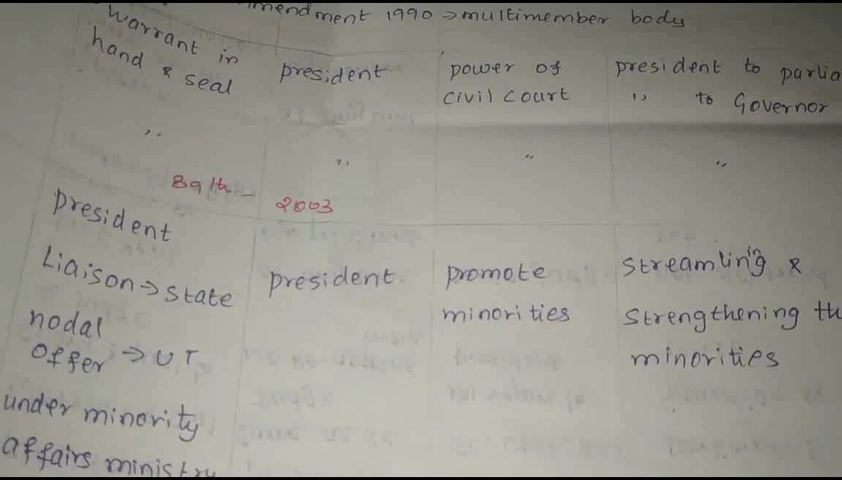 mendment 1990 → multimember body
warrant in
hand & seal
president
power of
civil court
president to parlia
" to Governor
"
"
"
"
89th - 2003
president
Liaison → state
nodal
offer → UT
under minority
affairs ministry
president
promote
minorities
streamling &
strengthening th
minorities